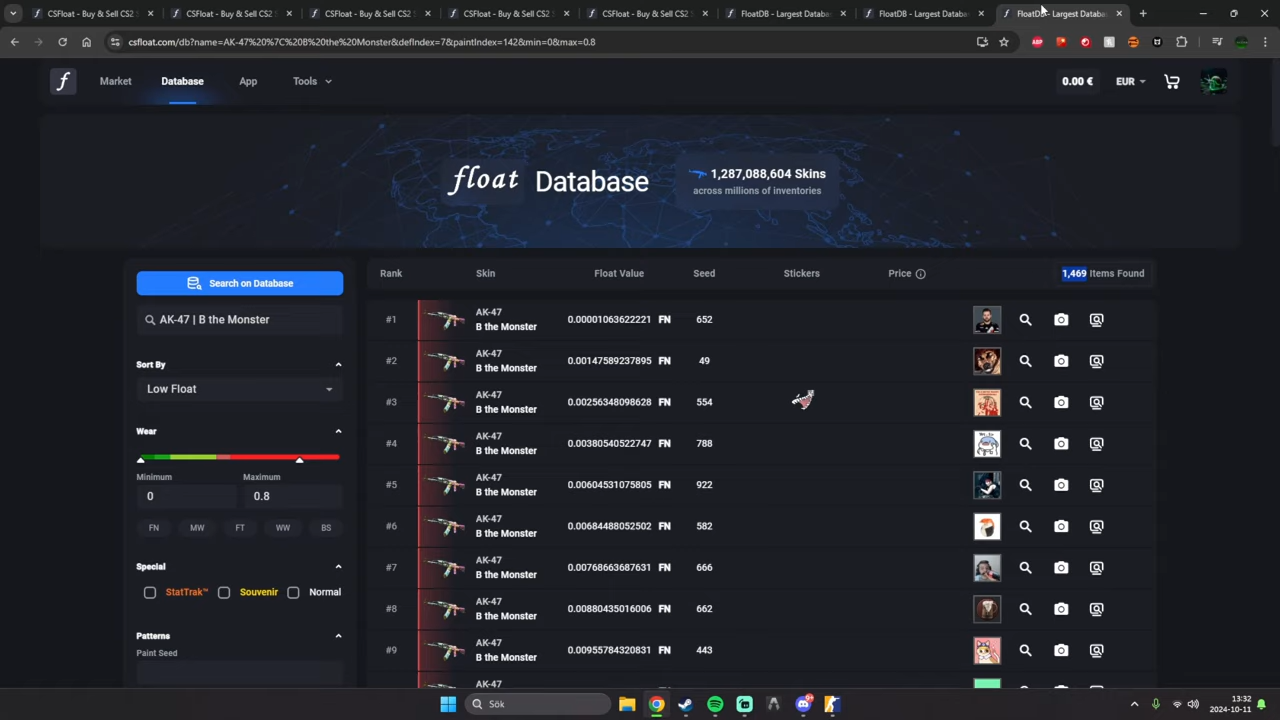 CSFloat - Buy & Sell CS2
CSFloat - Buy & Sell CS2
CSFloat - Buy & Sell CS2
CSFloat - Buy & Sell CS2
CSFloat - Buy & Sell CS2
FloatDB - Largest Databa
FloatDB - Largest Databa
FloatDB - Largest Databa
csfloat.com/db?name=AK-47%20%7C%20B%20the%20Monster&defIndex=7&paintIndex=142&min=0&max=0.8
f Market Database App Tools 0.00 € EUR
float Database
1,287,088,604 Skins
across millions of inventories
Search on Database
AK-47 | B the Monster
Sort By
Low Float
Wear
Minimum Maximum
0 0.8
FN MW FT WW BS
Special
StatTrak™ Souvenir Normal
Patterns
Paint Seed
Rank Skin Float Value Seed Stickers Price 1,469 Items Found
#1 AK-47 B the Monster 0.00001063622221 FN 652
#2 AK-47 B the Monster 0.00147589237895 FN 49
#3 AK-47 B the Monster 0.00256348098628 FN 554
#4 AK-47 B the Monster 0.00380540522747 FN 788
#5 AK-47 B the Monster 0.00604531075805 FN 922
#6 AK-47 B the Monster 0.00684488052502 FN 582
#7 AK-47 B the Monster 0.00768663687631 FN 666
#8 AK-47 B the Monster 0.00880435016006 FN 662
#9 AK-47 B the Monster 0.00955784320831 FN 443
AK-47
Sök
13:32
2024-10-11